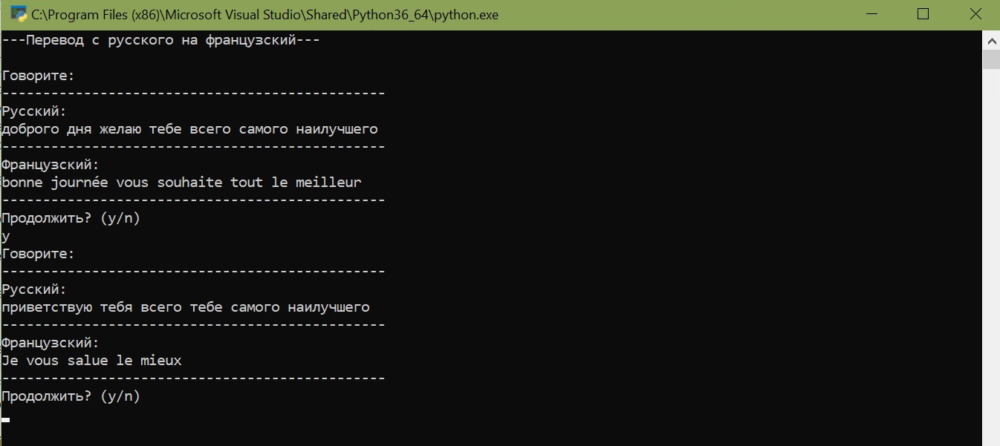 C:\Program Files (x86)\Microsoft Visual Studio\Shared\Python36_64\python.exe
---Перевод с русского на французский---
Говорите:
-----------------------------------------------
Русский:
доброго дня желаю тебе всего самого наилучшего
-----------------------------------------------
Французский:
bonne journée vous souhaite tout le meilleur
-----------------------------------------------
Продолжить? (y/n)
y
Говорите:
-----------------------------------------------
Русский:
приветствую тебя всего тебе самого наилучшего
-----------------------------------------------
Французский:
Je vous salue le mieux
-----------------------------------------------
Продолжить? (y/n)